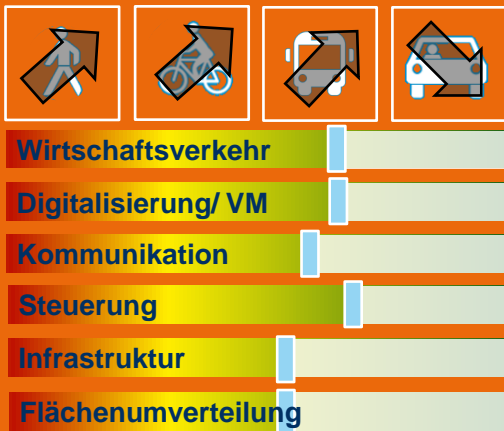 Wirtschaftsverkehr
Digitalisierung/ VM
Kommunikation
Steuerung
Infrastruktur
Flächenumverteilung